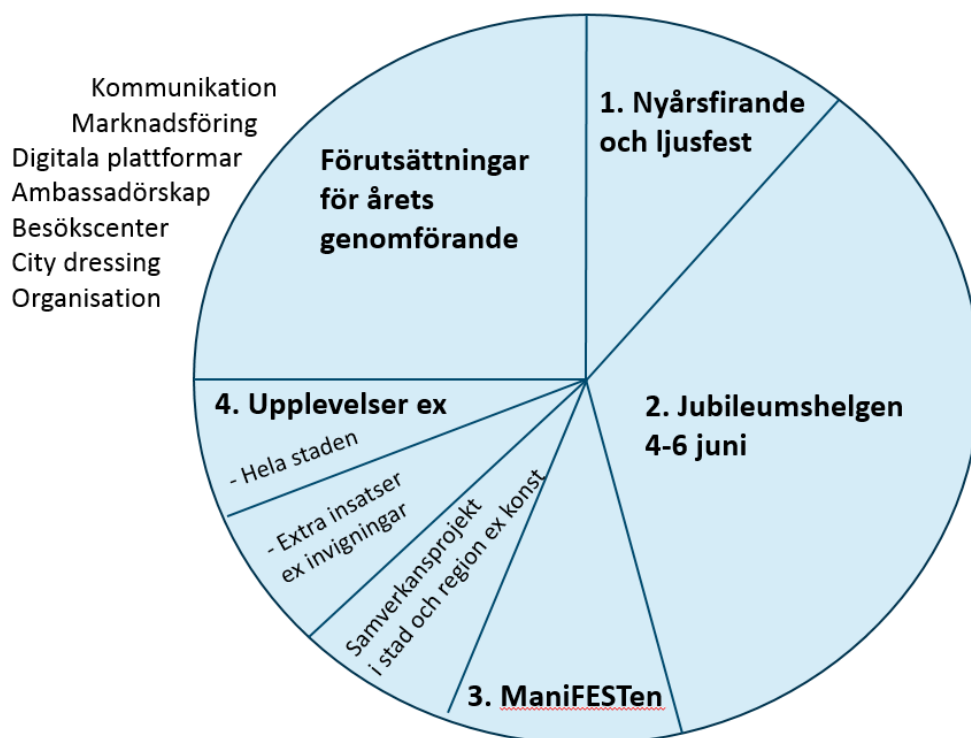 Kommunikation
Marknadsföring
Digitala plattformar
Ambassadörskap
Besökscenter
City dressing
Organisation
Förutsättningar
för årets
genomförande
1. Nyårsfirande
och ljusfest
2. Jubileumshelgen
4-6 juni
3. ManiFESTen
4. Upplevelser ex
- Hela staden
- Extra insatser
ex invigningar
Samverkansprojekt
i stad och region ex konst